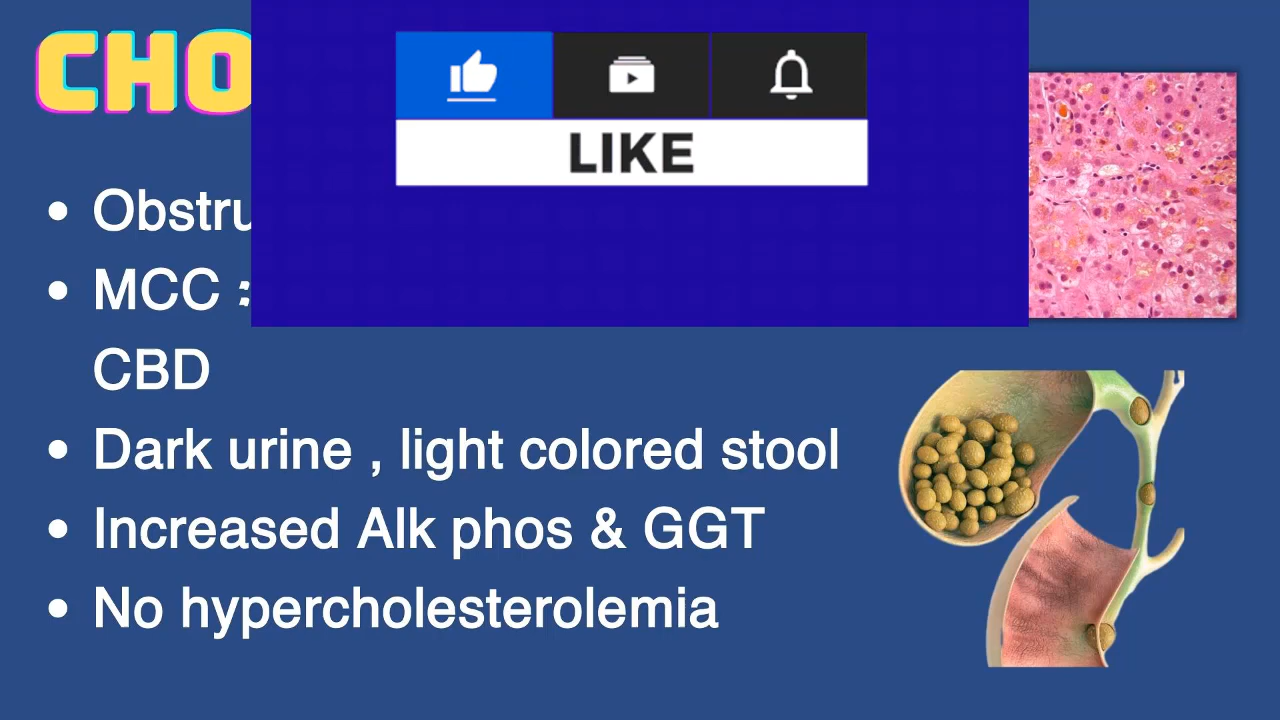 CHO
LIKE
• Obstru
• MCC :
CBD
• Dark urine , light colored stool
• Increased Alk phos & GGT
• No hypercholesterolemia